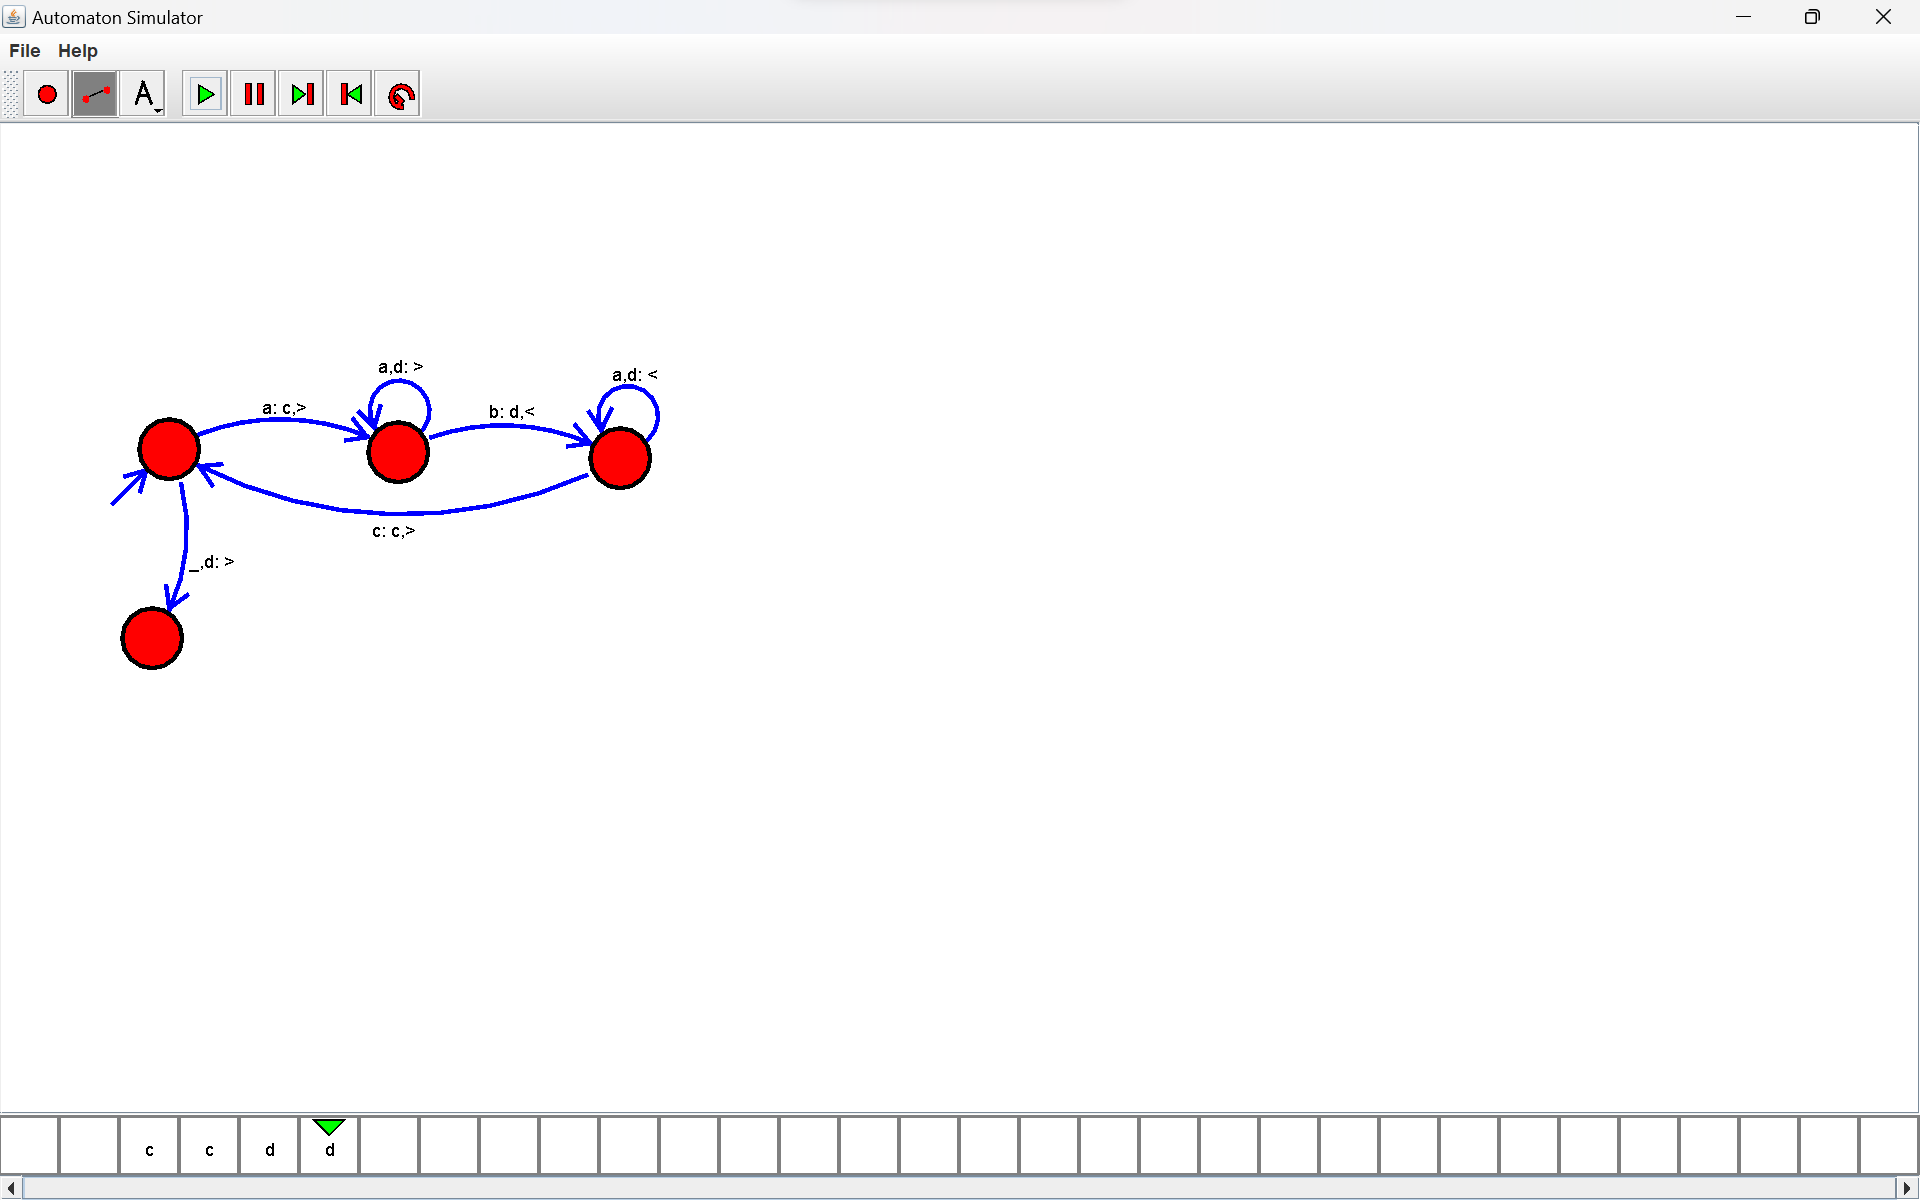 Automaton Simulator
File Help
A
a,d: >
a,d: <
a: c,>
b: d,<
c: c,>
_,d: >
c c d d